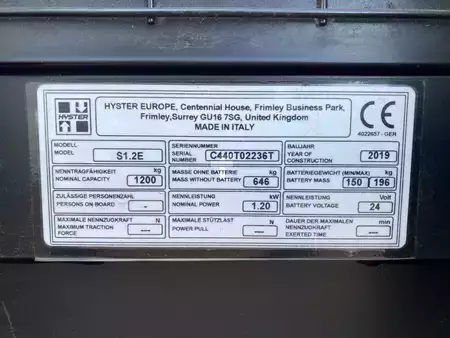 HYSTER
HYSTER EUROPE, Centennial House, Frimley Business Park,
Frimley,Surrey GU16 7SG, United Kingdom
MADE IN ITALY
CE
4022657 - GER
MODELL
MODEL
S1.2E
SERIENNUMMER
SERIAL NUMBER
C440T02236T
BAUJAHR
YEAR OF CONSTRUCTION
2019
NENNTRAGFÄHIGKEIT
NOMINAL CAPACITY
kg
1200
MASSE OHNE BATTERIE
MASS WITHOUT BATTERY
kg
646
BATTERIEGEWICHT (MIN/MAX)
BATTERY MASS
kg
150 196
ZULÄSSIGE PERSONENZAHL
PERSONS ON BOARD
-
NENNLEISTUNG
NOMINAL POWER
kW
1.20
NENNLEISTUNG
BATTERY VOLTAGE
Volt
24
MAXIMALE NENNZUGKRAFT
MAXIMUM TRACTION FORCE
N
---
MAXIMALE STÜTZLAST
POWER PULL
N
---
DAUER DER MAXIMALEN
NENNZUGKRAFT
EXERTED TIME
min
---